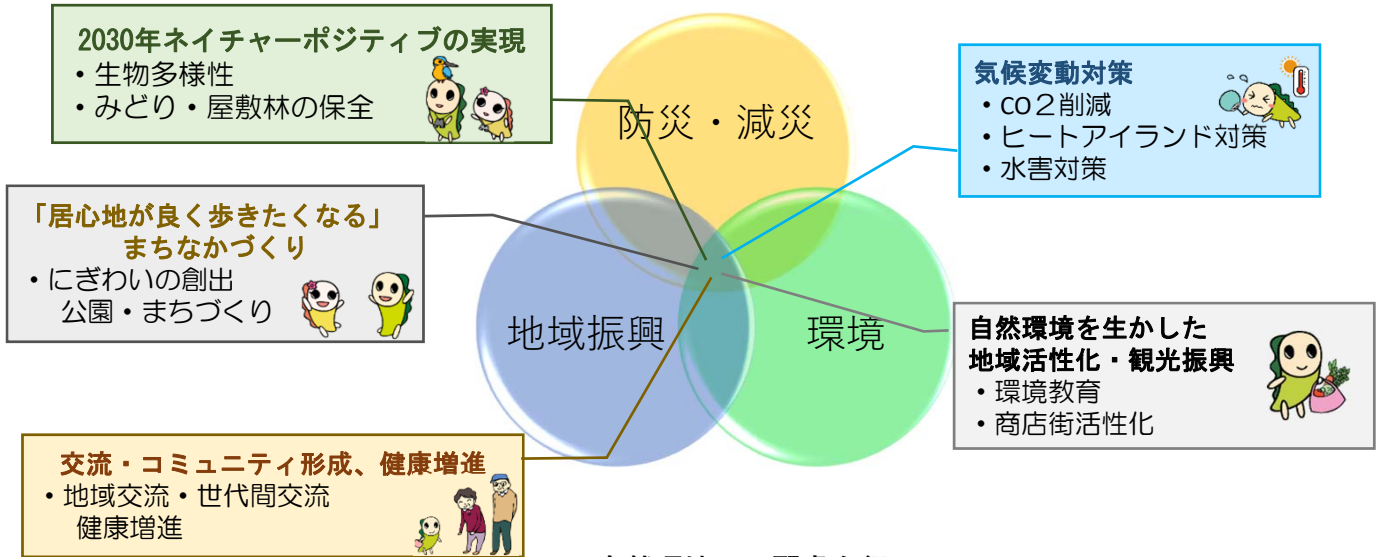 2030年ネイチャーポジティブの実現
・生物多様性
・みどり・屋敷林の保全
防災・減災
気候変動対策
・co2削減
・ヒートアイランド対策
・水害対策
「居心地が良く歩きたくなる」
まちなかづくり
・にぎわいの創出
公園・まちづくり
地域振興
環境
自然環境を生かした
地域活性化・観光振興
・環境教育
・商店街活性化
交流・コミュニティ形成、健康増進
・地域交流・世代間交流
健康増進